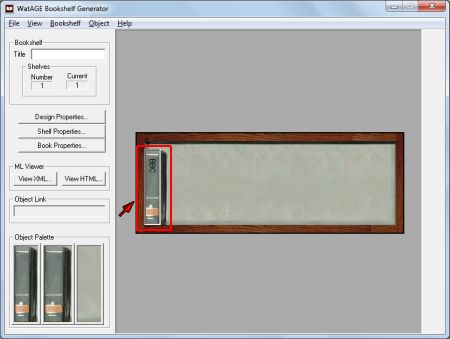 WatAGE Bookshelf Generator
File View Bookshelf Object Help
Bookshelf
Title
Shelves
Number Current
1 1
Design Properties...
Shelf Properties...
Book Properties...
ML Viewer
View XML... View HTML...
Object Link
Object Palette